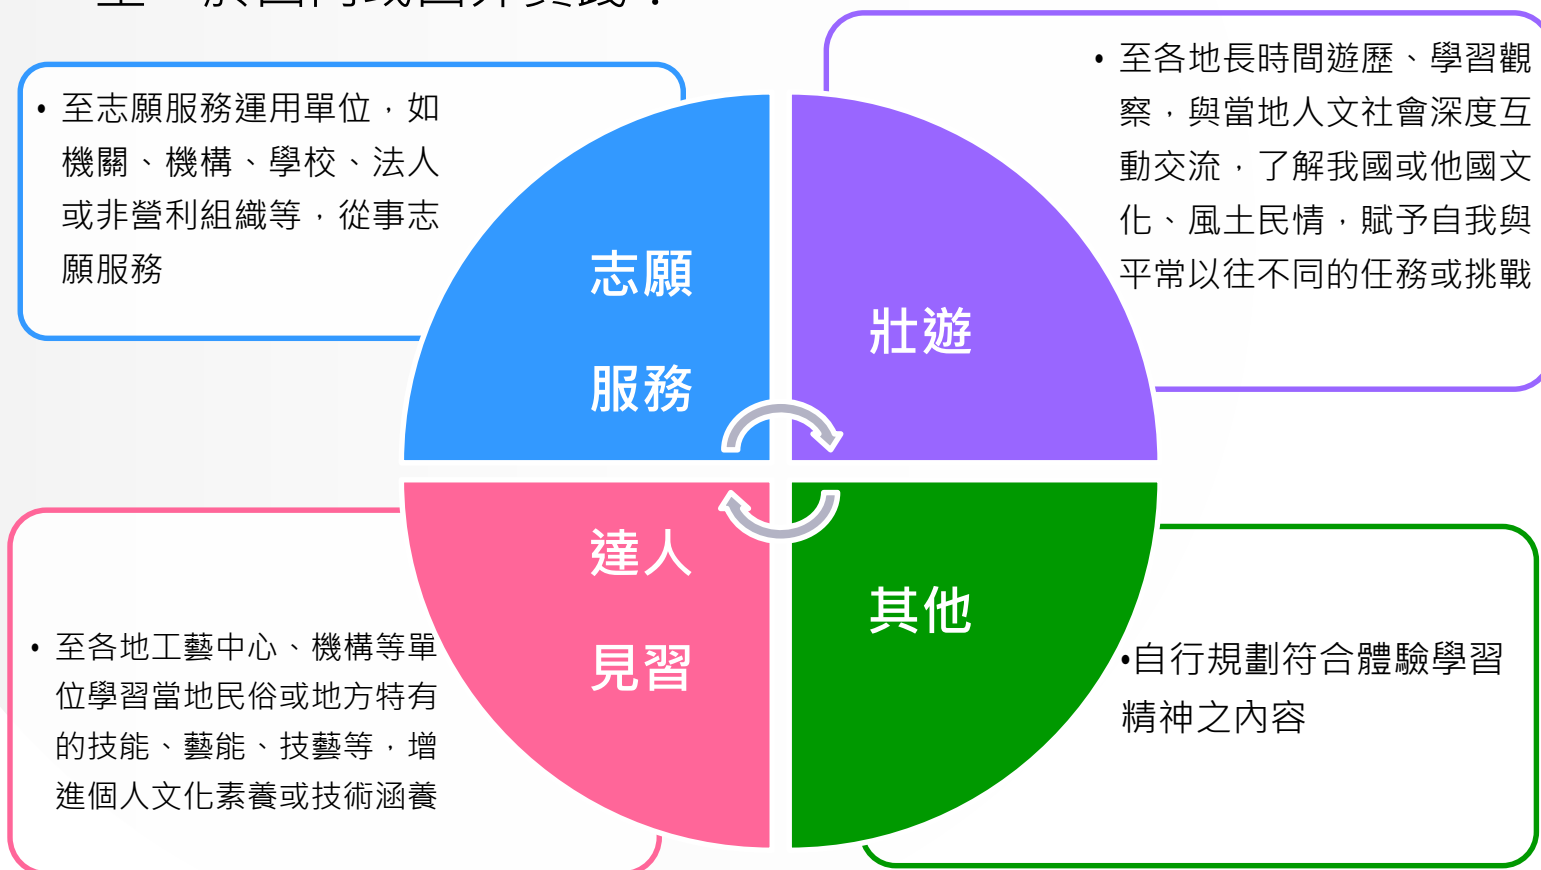 • 至志願服務運用單位，如
機關、機構、學校、法人
或非營利組織等，從事志
願服務
• 至各地長時間遊歷、學習觀
察，與當地人文社會深度互
動交流，了解我國或他國文
化、風土民情，賦予自我與
平常以往不同的任務或挑戰
志願
服務
壯遊
達人
見習
其他
• 至各地工藝中心、機構等單
位學習當地民俗或地方特有
的技能、藝能、技藝等，增
進個人文化素養或技術涵養
•自行規劃符合體驗學習
精神之內容